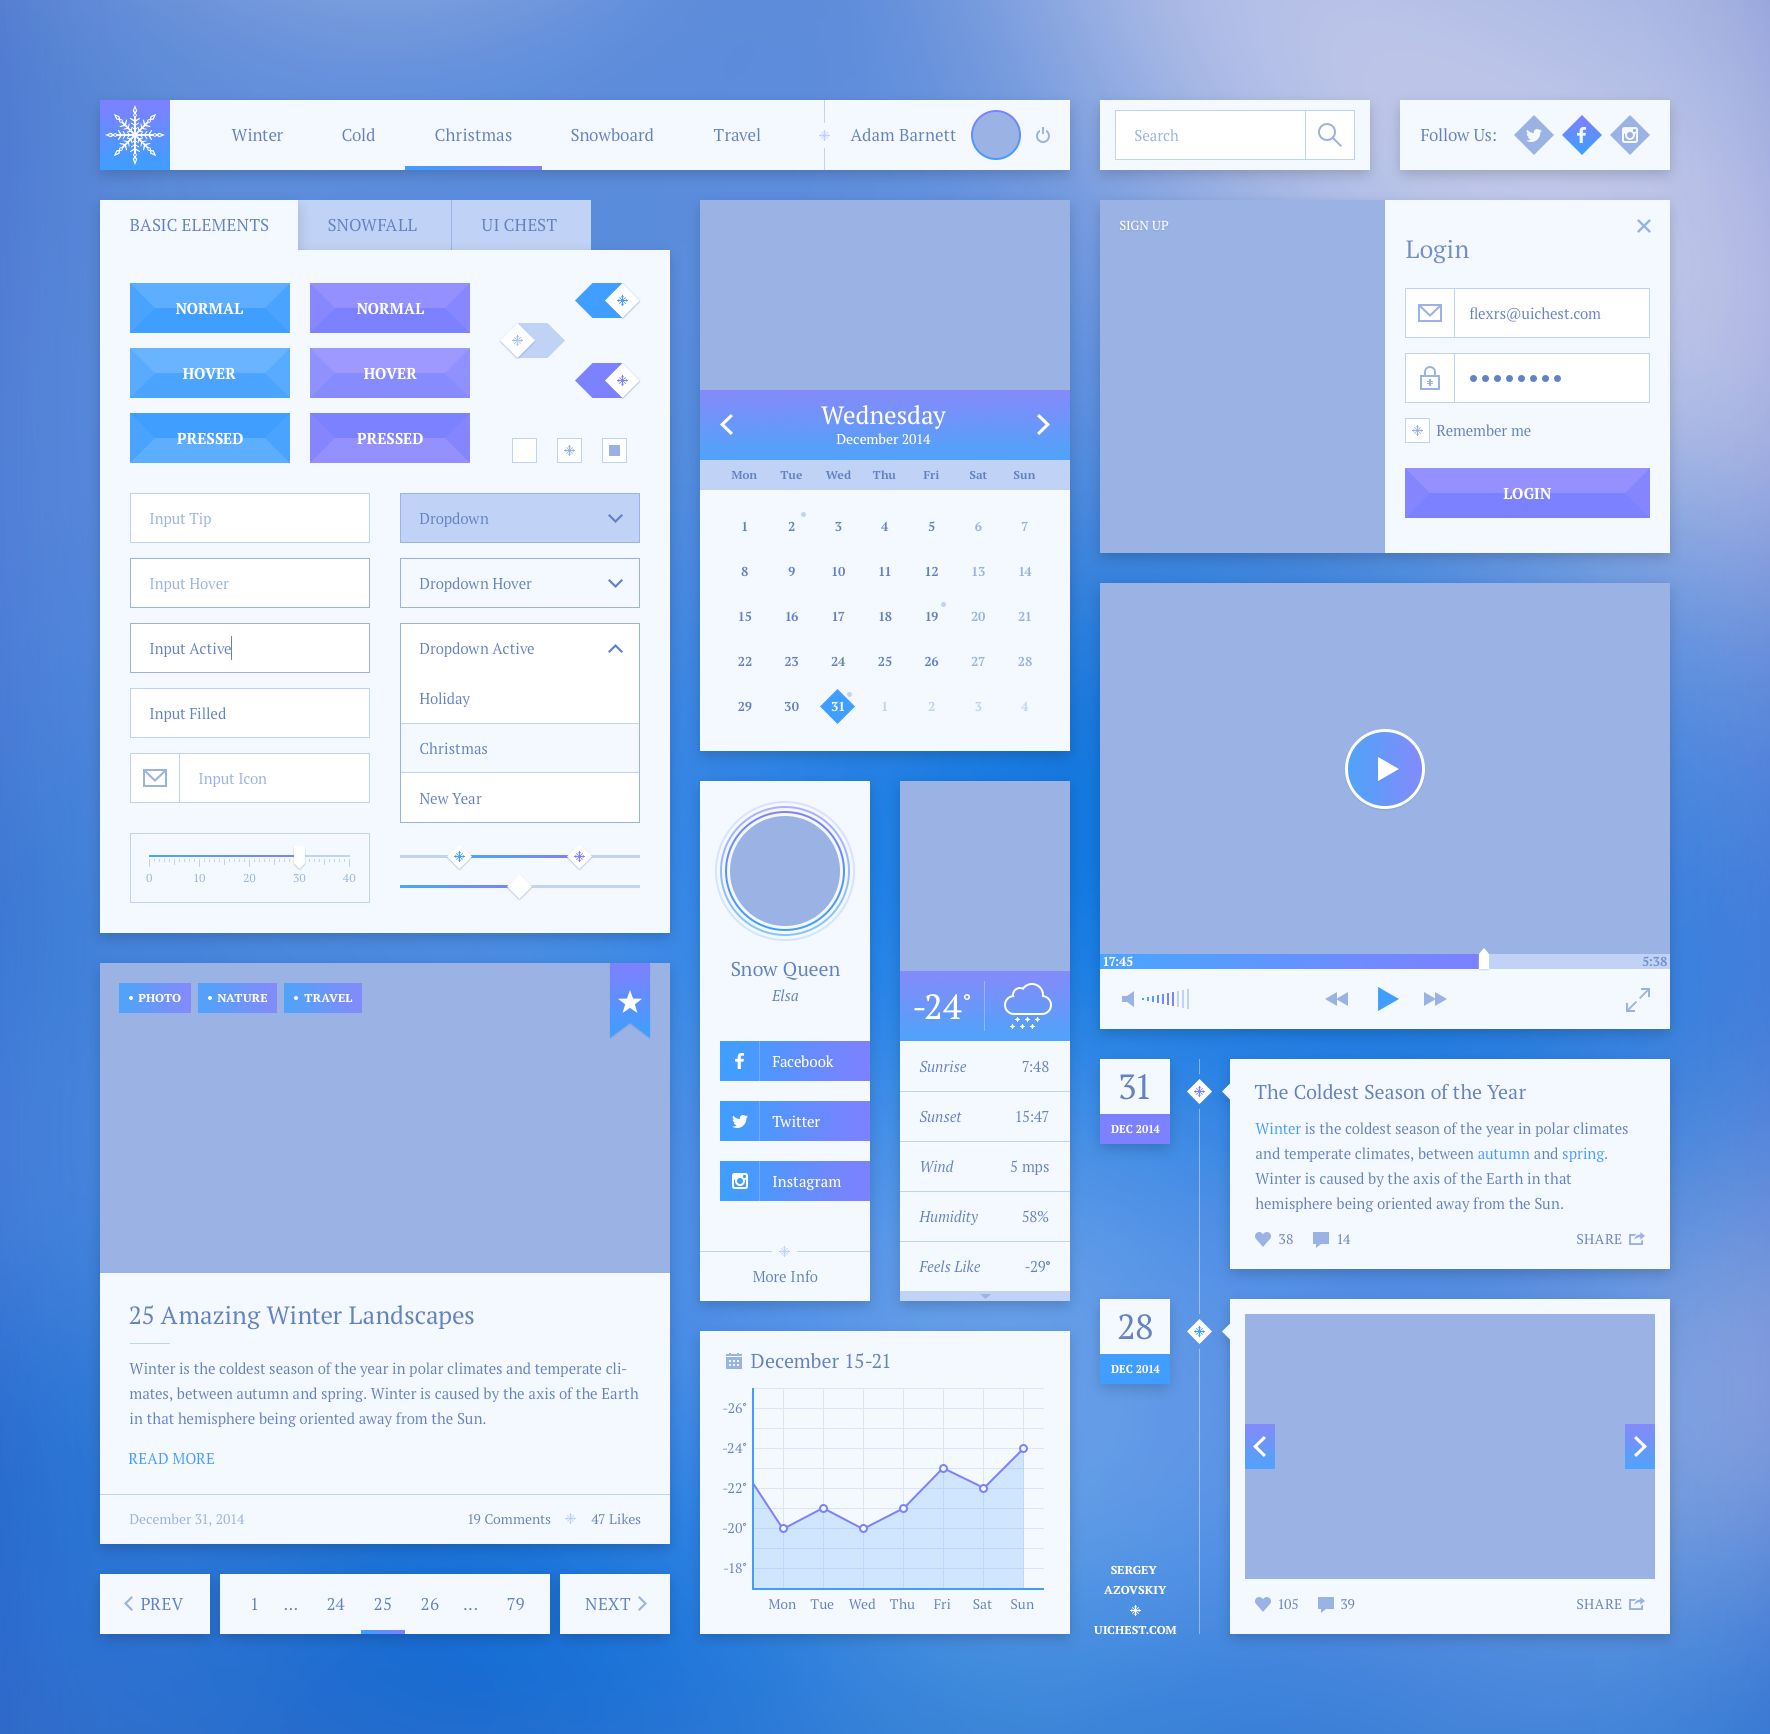 Winter Cold Christmas Snowboard Travel Adam Barnett
Search
Follow Us:
BASIC ELEMENTS SNOWFALL UI CHEST
NORMAL NORMAL
HOVER HOVER
PRESSED PRESSED
Input Tip
Input Hover
Input Active
Input Filled
Input Icon
0 10 20 30 40
Dropdown
Dropdown Hover
Dropdown Active
Holiday
Christmas
New Year
PHOTO NATURE TRAVEL
25 Amazing Winter Landscapes
Winter is the coldest season of the year in polar climates and temperate cli-
mates, between autumn and spring. Winter is caused by the axis of the Earth
in that hemisphere being oriented away from the Sun.
READ MORE
December 31, 2014 19 Comments 47 Likes
PREV 1 ... 24 25 26 ... 79 NEXT
Wednesday
December 2014
Mon Tue Wed Thu Fri Sat Sun
1 2 3 4 5 6 7
8 9 10 11 12 13 14
15 16 17 18 19 20 21
22 23 24 25 26 27 28
29 30 31 1 2 3 4
Snow Queen
Elsa
Facebook
Twitter
Instagram
More Info
-24°
Sunrise 7:48
Sunset 15:47
Wind 5 mps
Humidity 58%
Feels Like -29°
December 15-21
-26°
-24°
-22°
-20°
-18°
Mon Tue Wed Thu Fri Sat Sun
SIGN UP
Login
flexrs@uichest.com
Remember me
LOGIN
17:45 5:38
31
DEC 2014
The Coldest Season of the Year
Winter is the coldest season of the year in polar climates
and temperate climates, between autumn and spring.
Winter is caused by the axis of the Earth in that
hemisphere being oriented away from the Sun.
38 14 SHARE
28
DEC 2014
105 39 SHARE
SERGEY
AZOVSKIY
UICHEST.COM